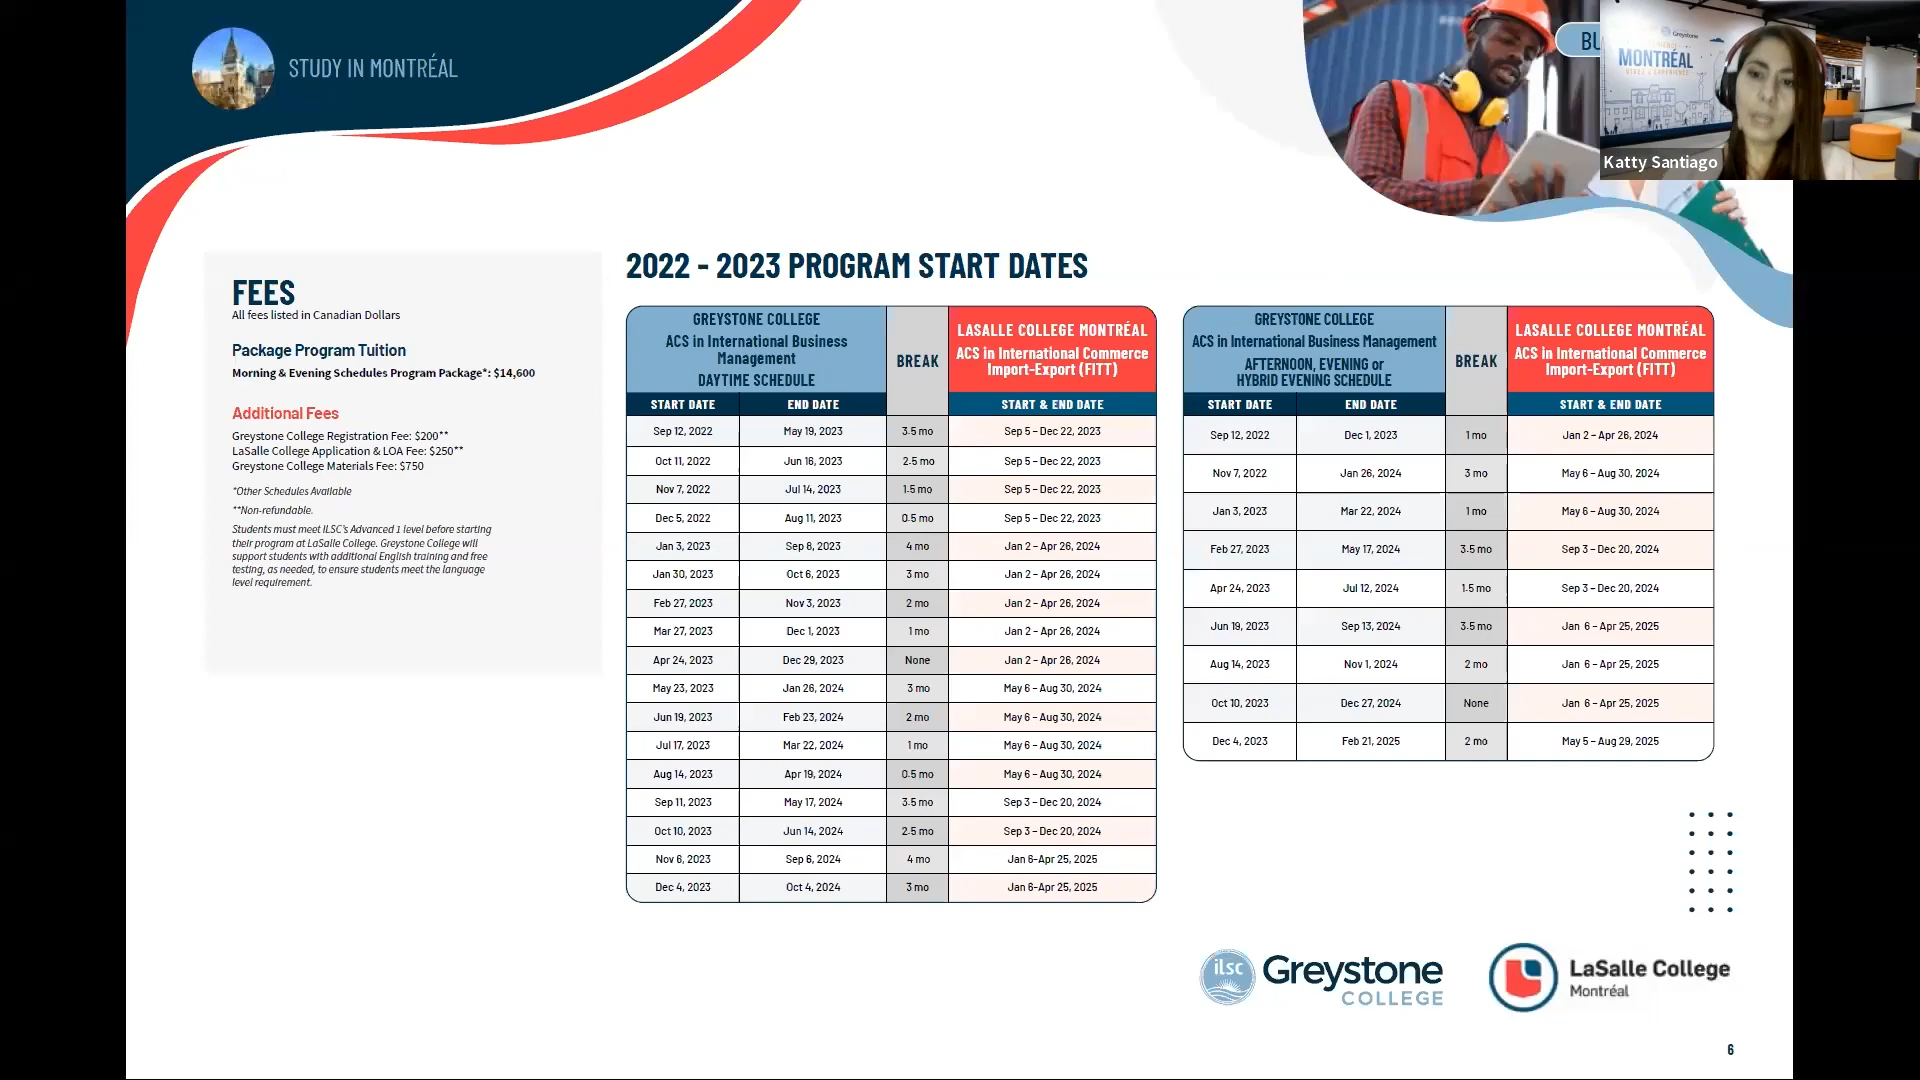 STUDY IN MONTRÉAL
BU
Greystone
MONTRÉAL
Katty Santiago
FEES
All fees listed in Canadian Dollars
Package Program Tuition
Morning & Evening Schedules Program Package*: $14,600
Additional Fees
Greystone College Registration Fee: $200**
LaSalle College Application & LOA Fee: $250**
Greystone College Materials Fee: $750
*Other Schedules Available
**Non-refundable.
Students must meet ILSC's Advanced 1 level before starting
their program at LaSalle College. Greystone College will
support students with additional English training and free
testing, as needed, to ensure students meet the language
level requirement.
2022 - 2023 PROGRAM START DATES
GREYSTONE COLLEGE
ACS in International Business
Management
DAYTIME SCHEDULE
BREAK
LASALLE COLLEGE MONTRÉAL
ACS in International Commerce
Import-Export (FITT)
START DATE END DATE START & END DATE
Sep 12, 2022 May 19, 2023 3.5 mo Sep 5 – Dec 22, 2023
Oct 11, 2022 Jun 16, 2023 2.5 mo Sep 5 – Dec 22, 2023
Nov 7, 2022 Jul 14, 2023 1.5 mo Sep 5 – Dec 22, 2023
Dec 5, 2022 Aug 11, 2023 0.5 mo Sep 5 – Dec 22, 2023
Jan 3, 2023 Sep 8, 2023 4 mo Jan 2 – Apr 26, 2024
Jan 30, 2023 Oct 6, 2023 3 mo Jan 2 – Apr 26, 2024
Feb 27, 2023 Nov 3, 2023 2 mo Jan 2 – Apr 26, 2024
Mar 27, 2023 Dec 1, 2023 1 mo Jan 2 – Apr 26, 2024
Apr 24, 2023 Dec 29, 2023 None Jan 2 – Apr 26, 2024
May 23, 2023 Jan 26, 2024 3 mo May 6 – Aug 30, 2024
Jun 19, 2023 Feb 23, 2024 2 mo May 6 – Aug 30, 2024
Jul 17, 2023 Mar 22, 2024 1 mo May 6 – Aug 30, 2024
Aug 14, 2023 Apr 19, 2024 0.5 mo May 6 – Aug 30, 2024
Sep 11, 2023 May 17, 2024 3.5 mo Sep 3 – Dec 20, 2024
Oct 10, 2023 Jun 14, 2024 2.5 mo Sep 3 – Dec 20, 2024
Nov 6, 2023 Sep 6, 2024 4 mo Jan 6-Apr 25, 2025
Dec 4, 2023 Oct 4, 2024 3 mo Jan 6-Apr 25, 2025
GREYSTONE COLLEGE
ACS in International Business Management
AFTERNOON, EVENING or
HYBRID EVENING SCHEDULE
BREAK
LASALLE COLLEGE MONTRÉAL
ACS in International Commerce
Import-Export (FITT)
START DATE END DATE START & END DATE
Sep 12, 2022 Dec 1, 2023 1 mo Jan 2 – Apr 26, 2024
Nov 7, 2022 Jan 26, 2024 3 mo May 6 – Aug 30, 2024
Jan 3, 2023 Mar 22, 2024 1 mo May 6 – Aug 30, 2024
Feb 27, 2023 May 17, 2024 3.5 mo Sep 3 – Dec 20, 2024
Apr 24, 2023 Jul 12, 2024 1.5 mo Sep 3 – Dec 20, 2024
Jun 19, 2023 Sep 13, 2024 3.5 mo Jan 6 – Apr 25, 2025
Aug 14, 2023 Nov 1, 2024 2 mo Jan 6 – Apr 25, 2025
Oct 10, 2023 Dec 27, 2024 None Jan 6 – Apr 25, 2025
Dec 4, 2023 Feb 21, 2025 2 mo May 5 – Aug 29, 2025
ilsc
Greystone
COLLEGE
LaSalle College
Montréal
6